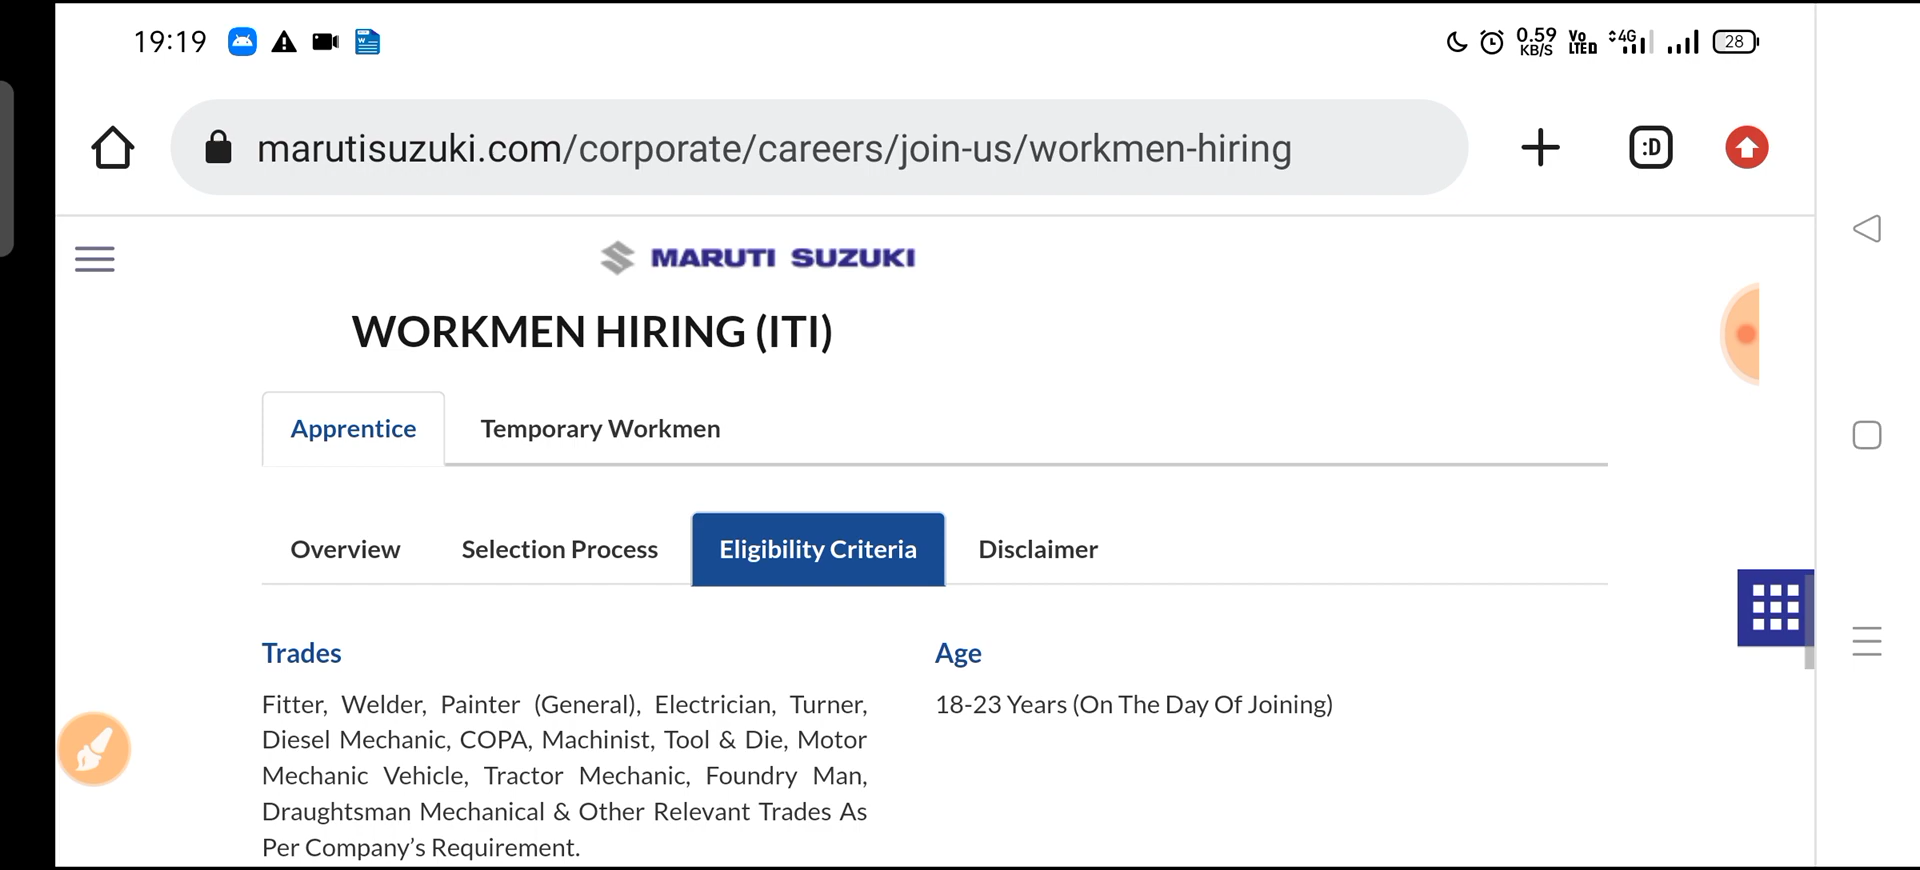 19:19
0.59 KB/S
Vo LTE
4G
28
marutisuzuki.com/corporate/careers/join-us/workmen-hiring
:D
MARUTI SUZUKI
WORKMEN HIRING (ITI)
Apprentice
Temporary Workmen
Overview
Selection Process
Eligibility Criteria
Disclaimer
Trades
Fitter, Welder, Painter (General), Electrician, Turner,
Diesel Mechanic, COPA, Machinist, Tool & Die, Motor
Mechanic Vehicle, Tractor Mechanic, Foundry Man,
Draughtsman Mechanical & Other Relevant Trades As
Per Company’s Requirement.
Age
18-23 Years (On The Day Of Joining)